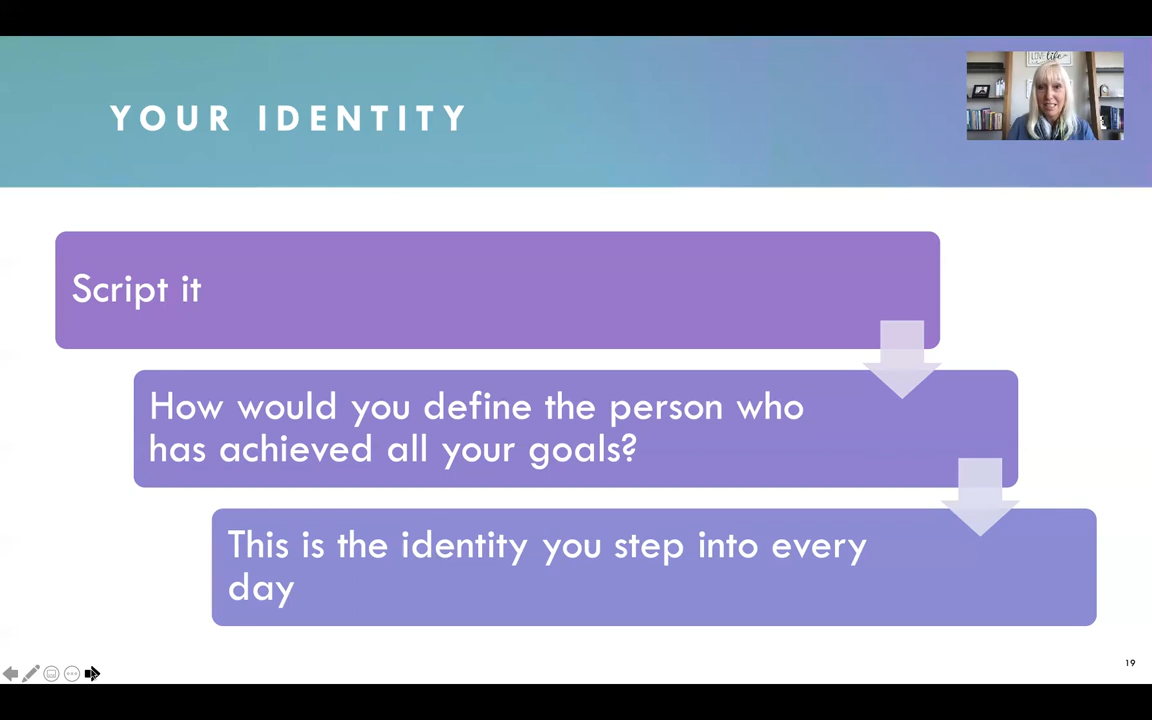 YOUR IDENTITY
Script it
How would you define the person who
has achieved all your goals?
This is the identity you step into every
day
19